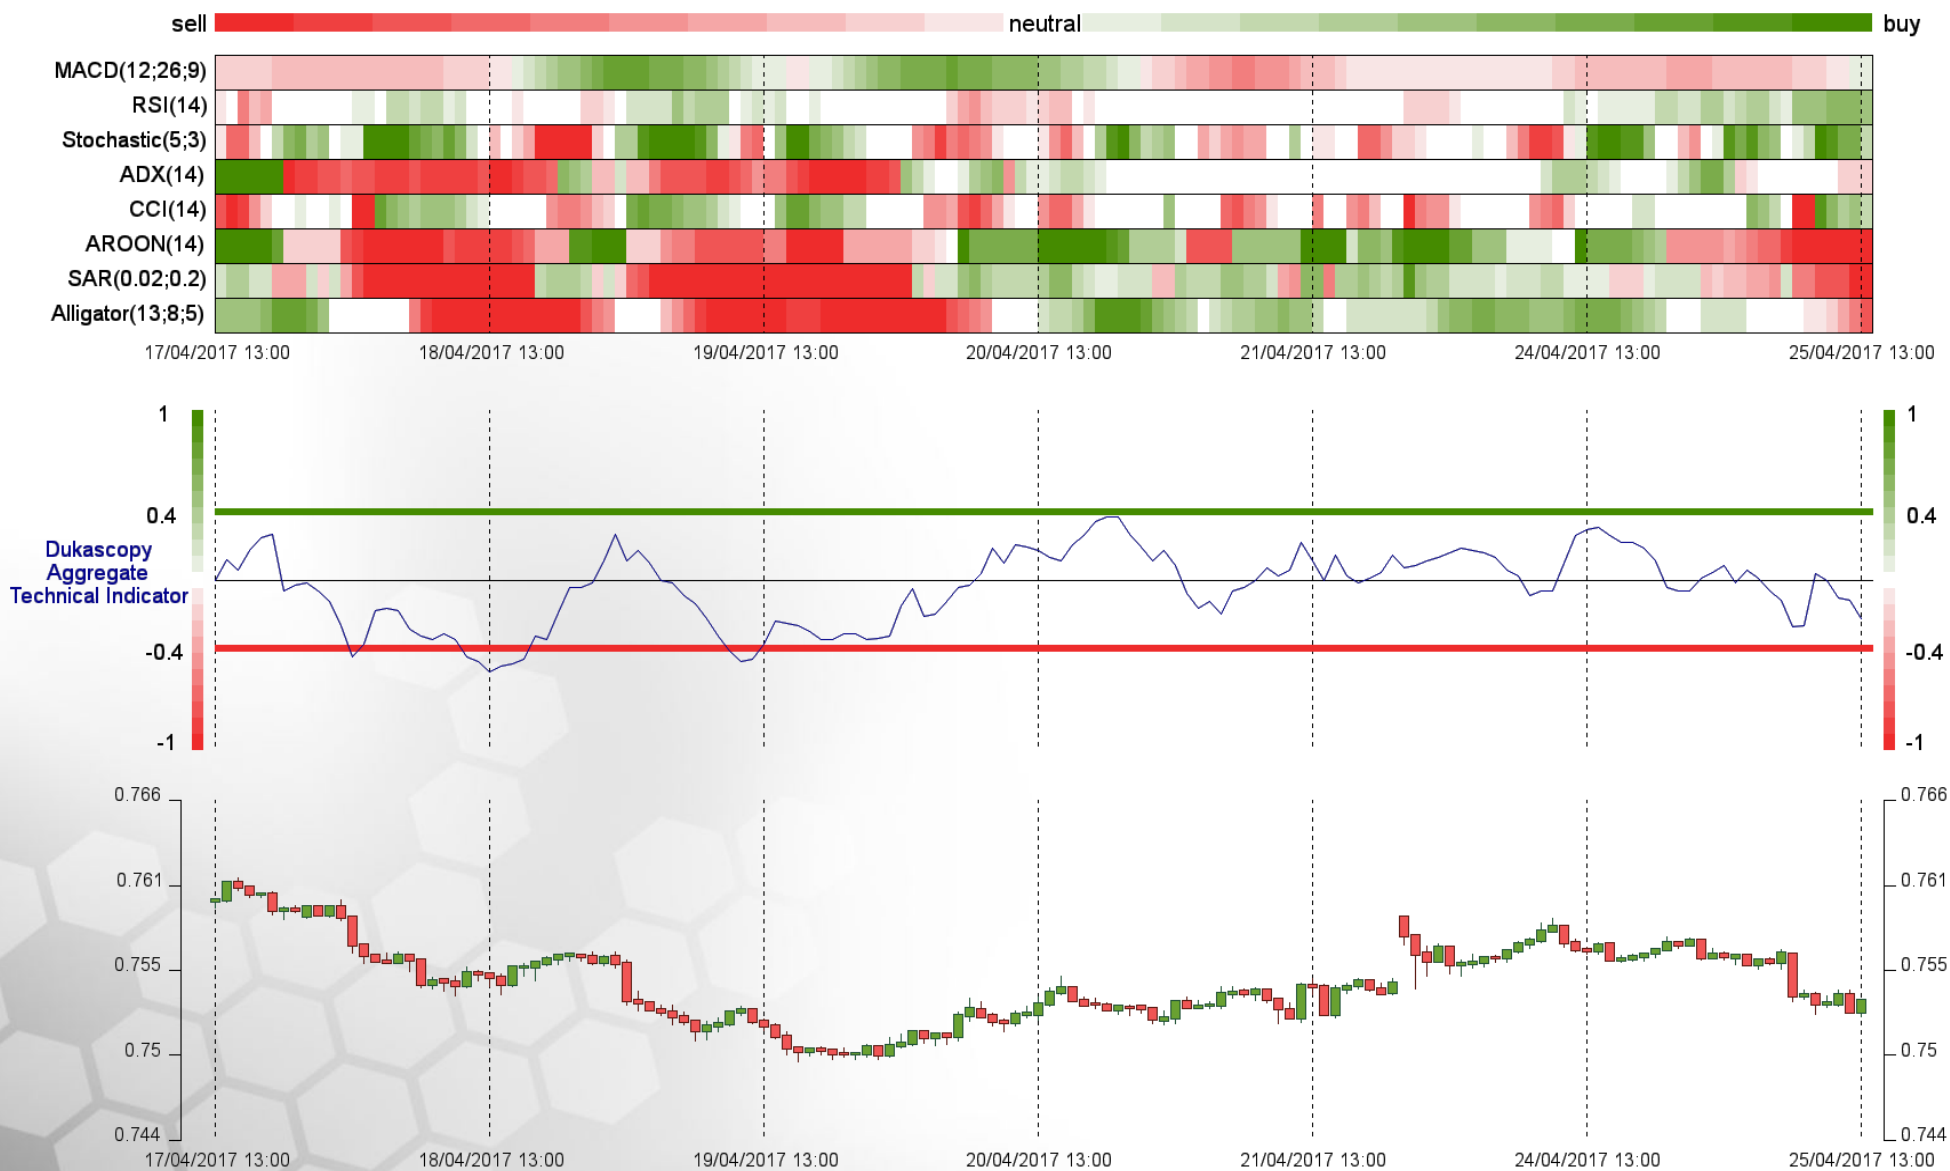 sell neutral buy
MACD(12;26;9)
RSI(14)
Stochastic(5;3)
ADX(14)
CCI(14)
AROON(14)
SAR(0.02;0.2)
Alligator(13;8;5)
17/04/2017 13:00 18/04/2017 13:00 19/04/2017 13:00 20/04/2017 13:00 21/04/2017 13:00 24/04/2017 13:00 25/04/2017 13:00
1 1
0.4 0.4
Dukascopy
Aggregate
Technical Indicator
-0.4 -0.4
-1 -1
0.766 0.766
0.761 0.761
0.755 0.755
0.75 0.75
0.744 0.744
17/04/2017 13:00 18/04/2017 13:00 19/04/2017 13:00 20/04/2017 13:00 21/04/2017 13:00 24/04/2017 13:00 25/04/2017 13:00